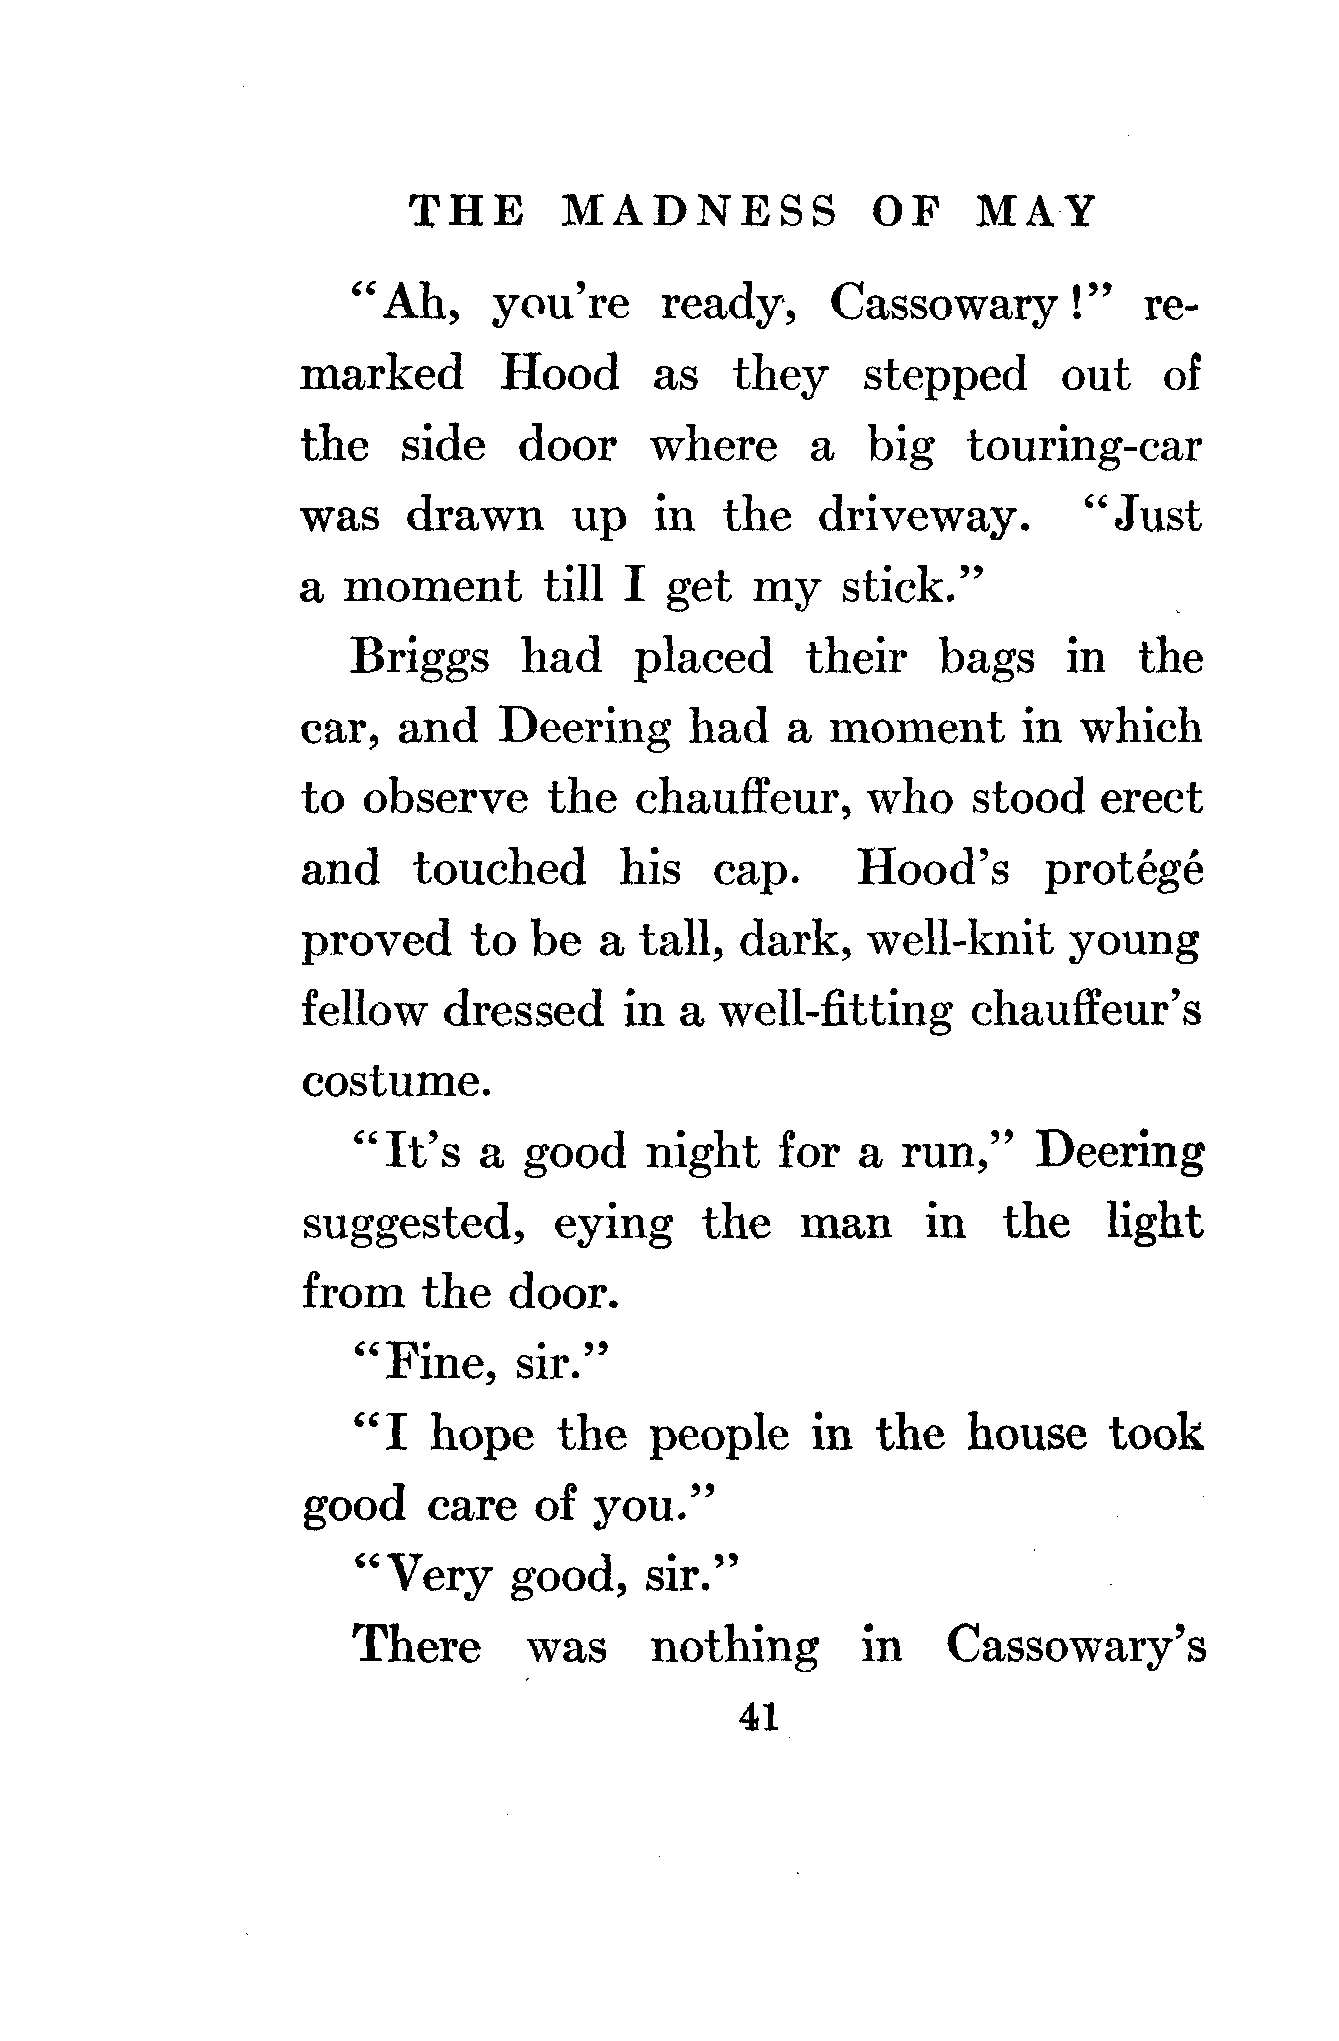 THE MADNESS OF MAY
“Ah, you're ready, Cassowary!” re-
marked Hood as they stepped out of
the side door where a big touring-car
was drawn up in the driveway. “Just
a moment till I get my stick.”
Briggs had placed their bags in the
car, and Deering had a moment in which
to observe the chauffeur, who stood erect
and touched his cap. Hood's protégé
proved to be a tall, dark, well-knit young
fellow dressed in a well-fitting chauffeur's
costume.
“It's a good night for a run,” Deering
suggested, eying the man in the light
from the door.
“Fine, sir.”
“I hope the people in the house took
good care of you.”
“Very good, sir.”
There was nothing in Cassowary's
41